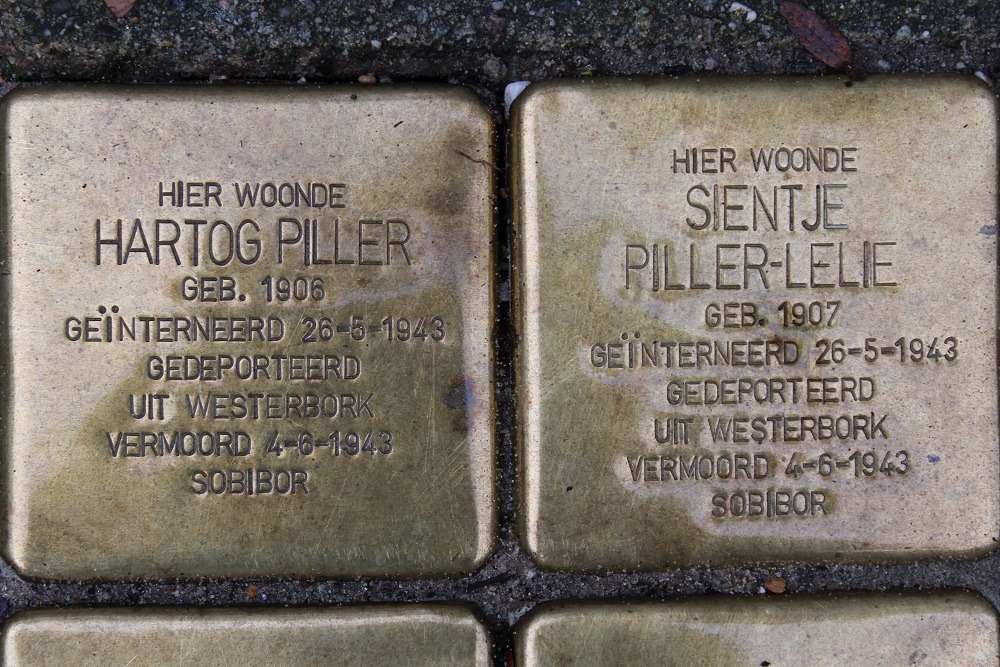 HIER WOONDE
HARTOG PILLER
GEB. 1906
GEÏNTERNEERD 26-5-1943
GEDEPORTEERD
UIT WESTERBORK
VERMOORD 4-6-1943
SOBIBOR
HIER WOONDE
SIENTJE
PILLER-LELIE
GEB. 1907
GEÏNTERNEERD 26-5-1943
GEDEPORTEERD
UIT WESTERBORK
VERMOORD 4-6-1943
SOBIBOR